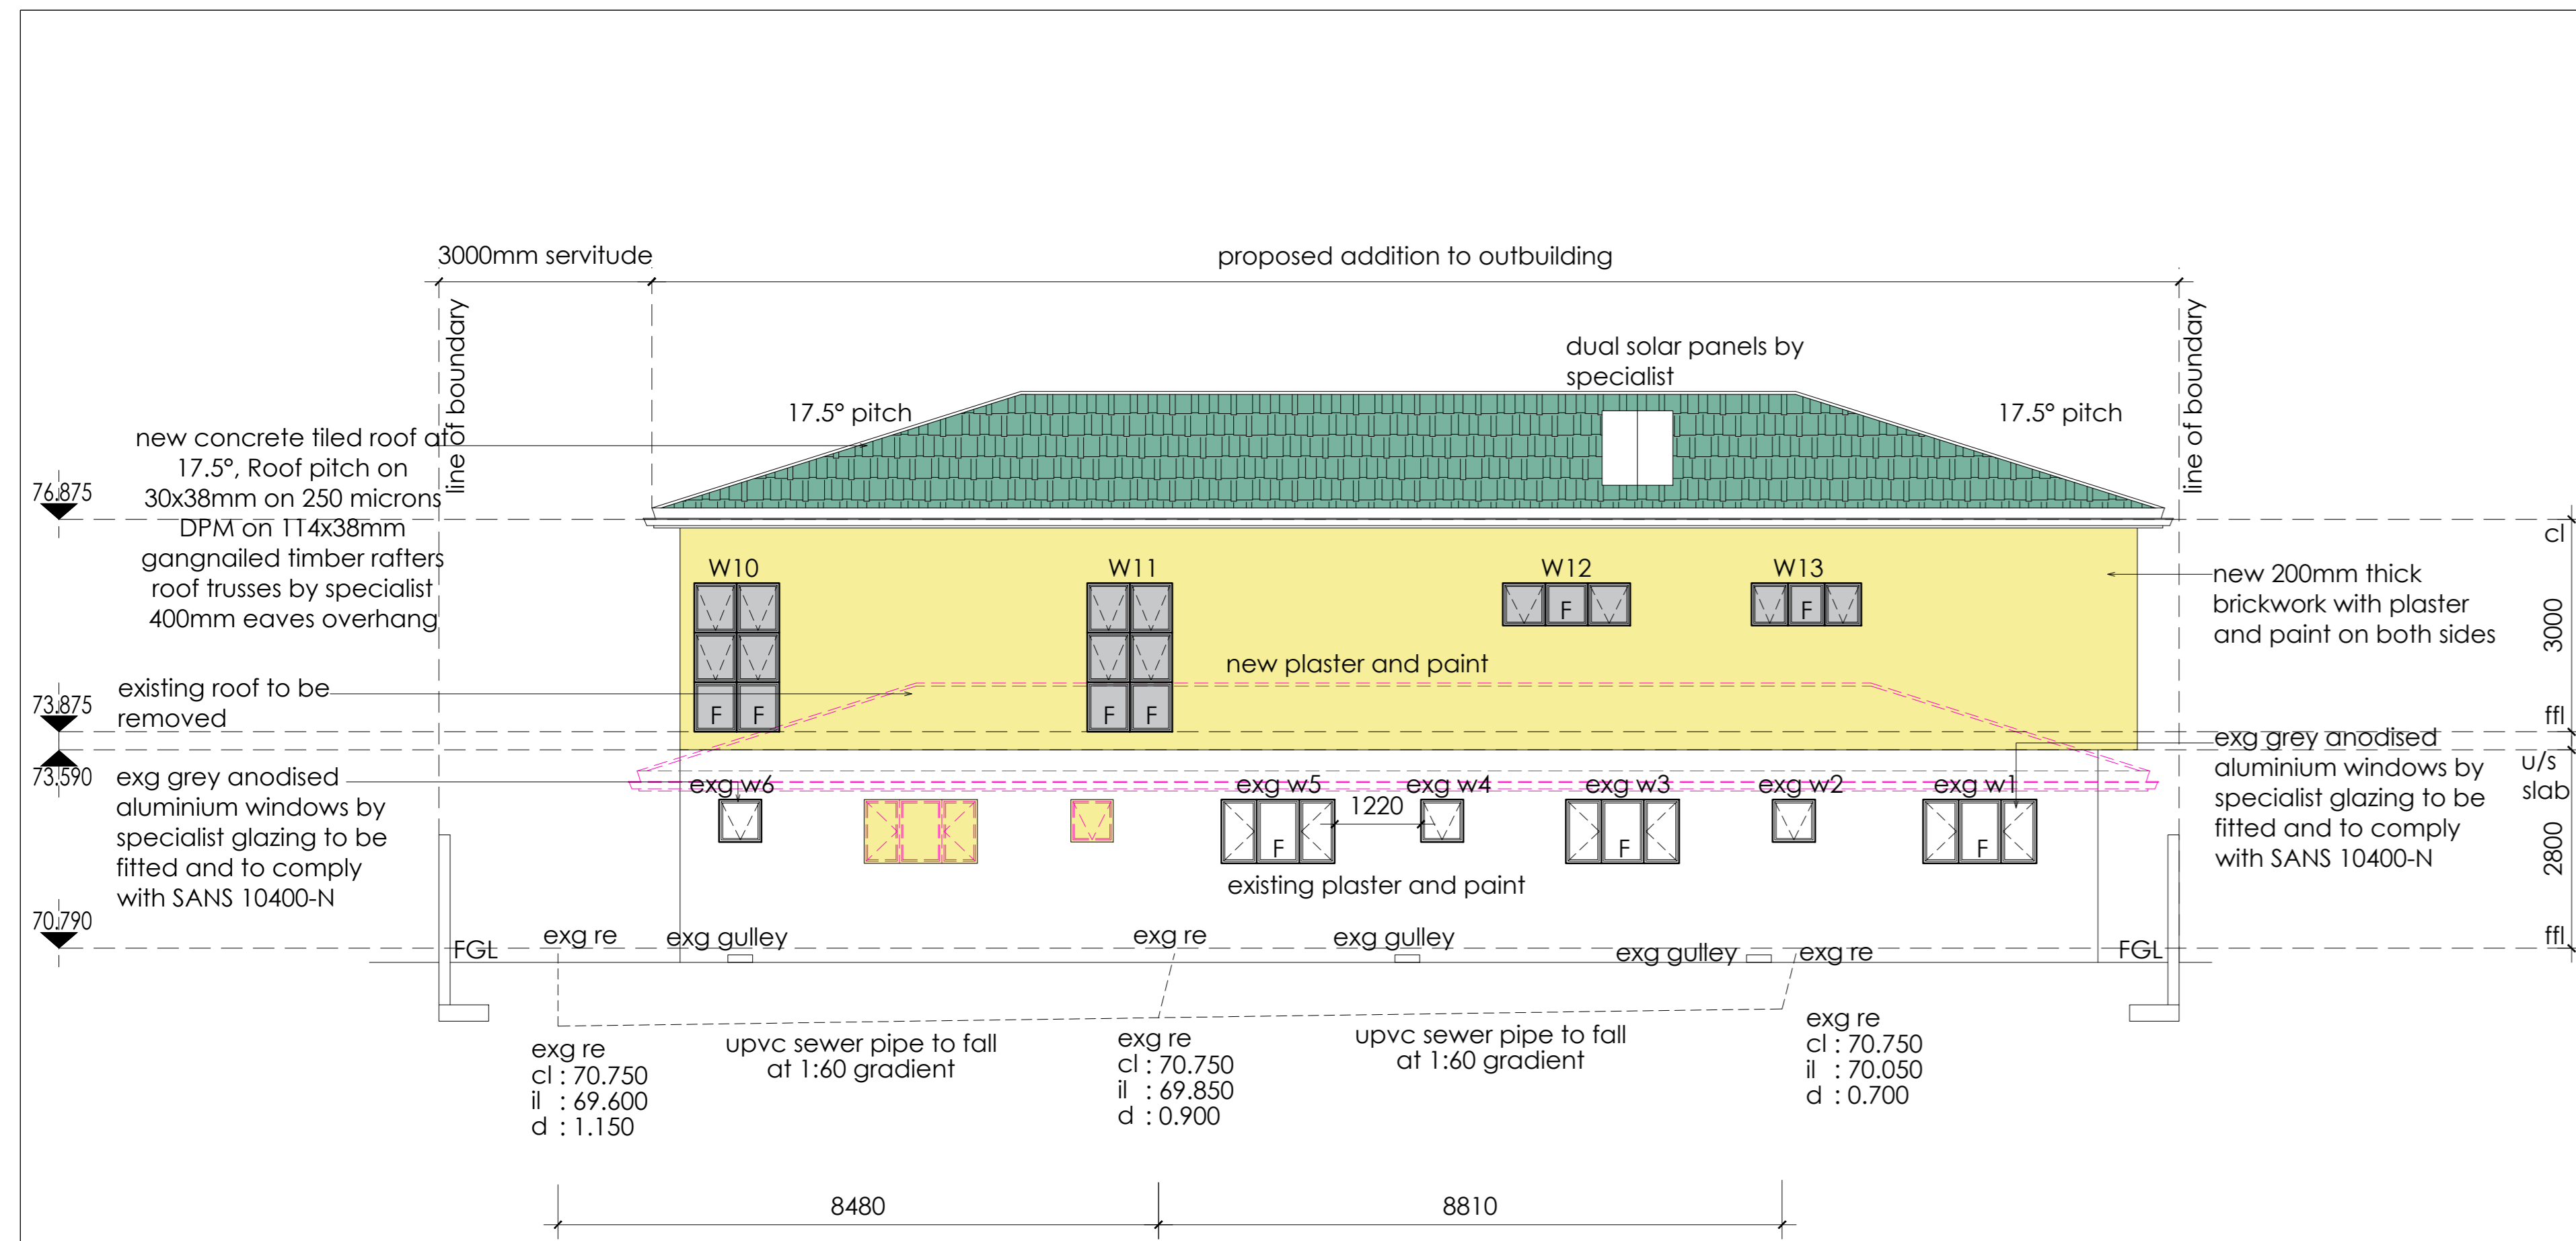 3000mm servitude
proposed addition to outbuilding
line of boundary
line of boundary
dual solar panels by
specialist
17.5° pitch
17.5° pitch
new concrete tiled roof at
17.5°, Roof pitch on
30x38mm on 250 microns
DPM on 114x38mm
gangnailed timber rafters
roof trusses by specialist
400mm eaves overhang
76.875
cl
W10
W11
W12
W13
F
F
new 200mm thick
brickwork with plaster
and paint on both sides
3000
new plaster and paint
existing roof to be
removed
73.875
F F
F F
ffl
73.590
exg grey anodised
aluminium windows by
specialist glazing to be
fitted and to comply
with SANS 10400-N
exg grey anodised
aluminium windows by
specialist glazing to be
fitted and to comply
with SANS 10400-N
u/s
slab
2800
exg w6
exg w5
1220
exg w4
exg w3
exg w2
exg w1
F
F
F
existing plaster and paint
70.790
ffl
FGL
exg re
exg gulley
exg re
exg gulley
exg gulley
exg re
FGL
exg re
cl : 70.750
il : 69.600
d : 1.150
upvc sewer pipe to fall
at 1:60 gradient
exg re
cl : 70.750
il : 69.850
d : 0.900
upvc sewer pipe to fall
at 1:60 gradient
exg re
cl : 70.750
il : 70.050
d : 0.700
8480
8810